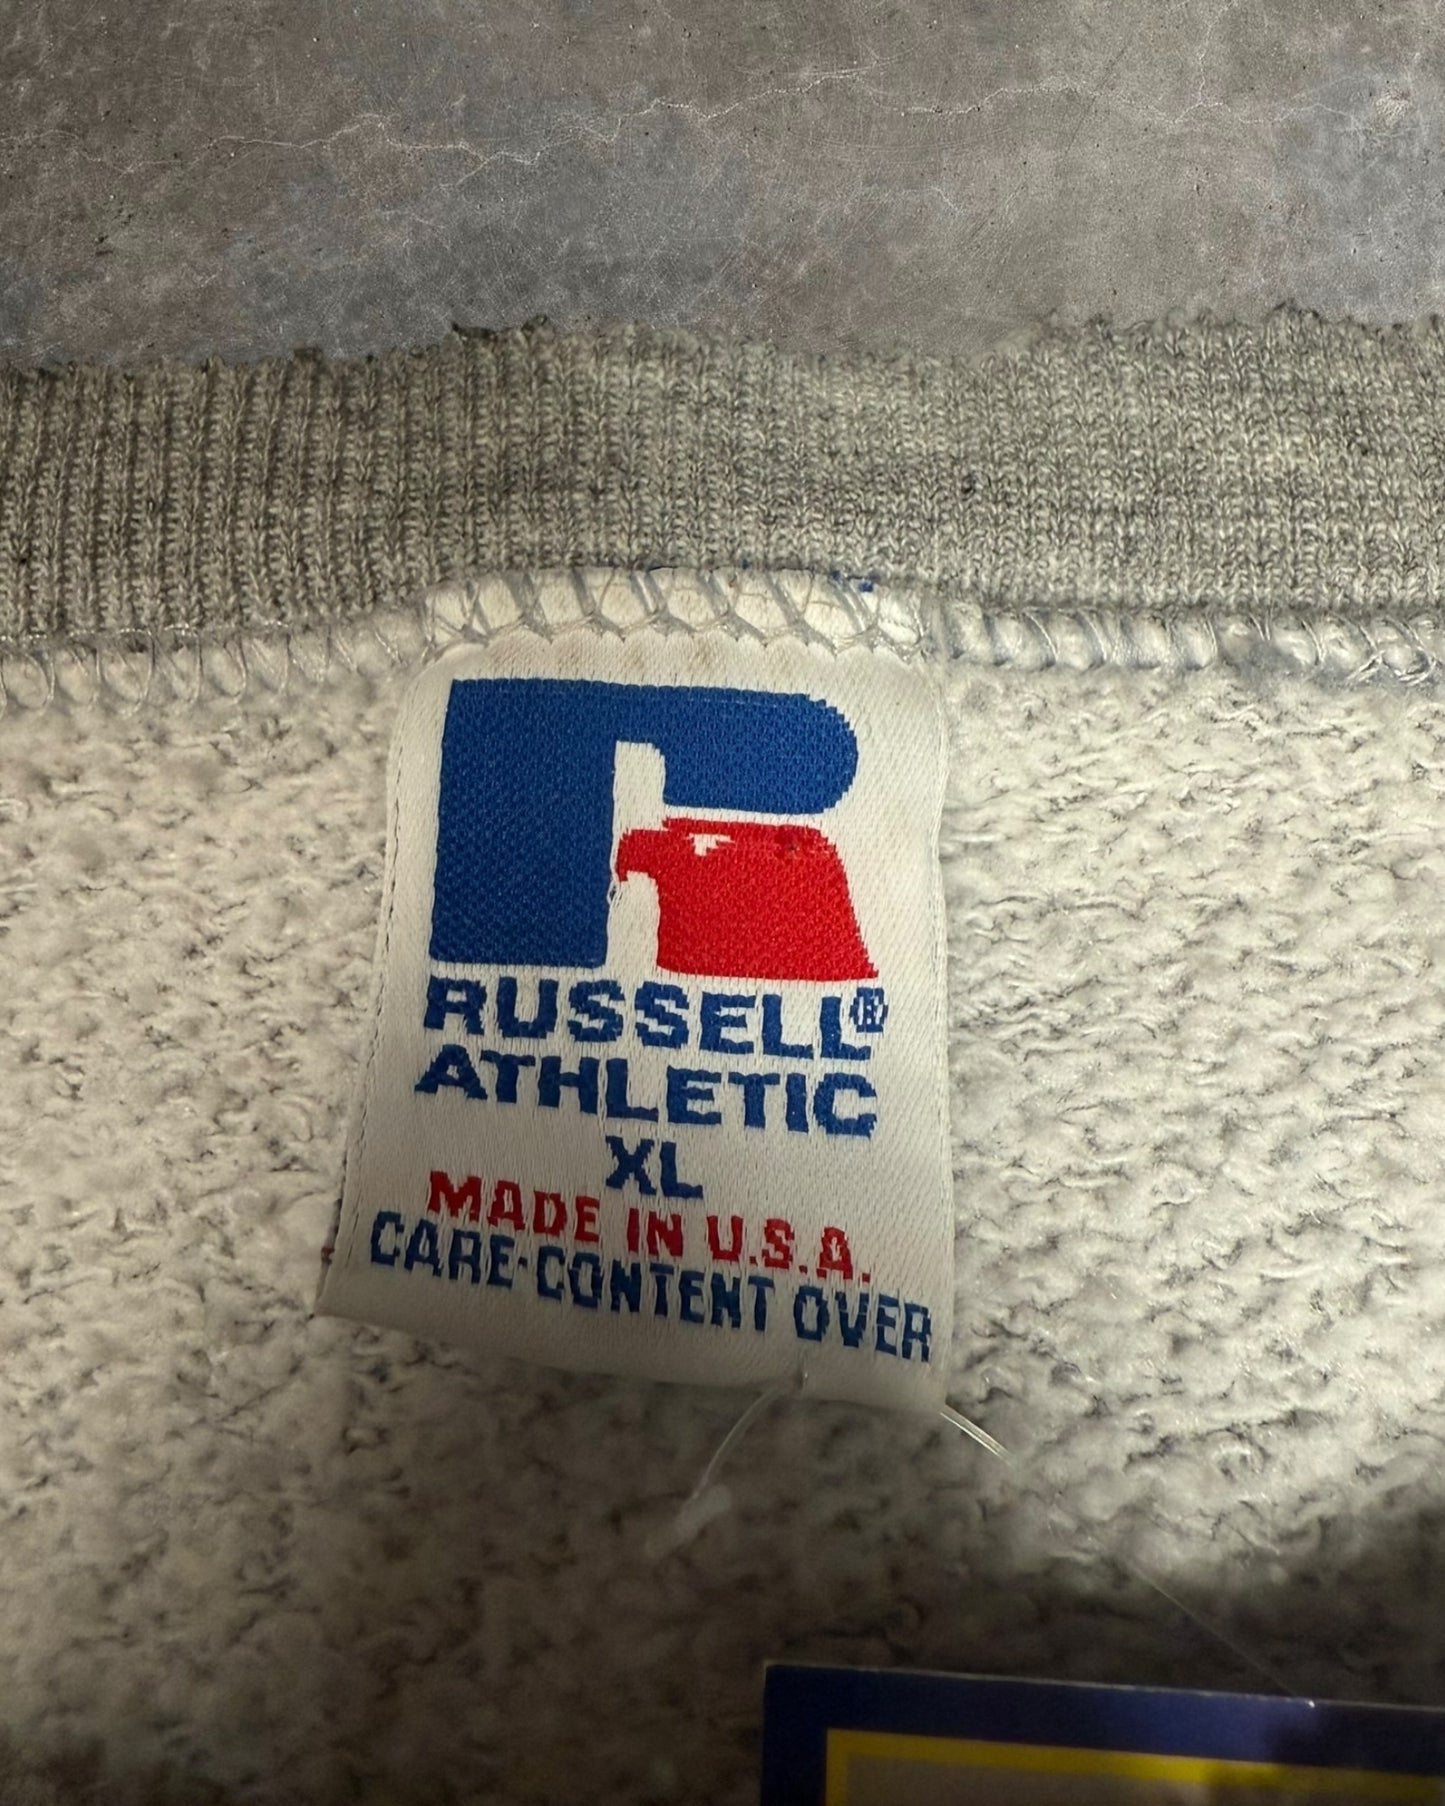 RUSSELL®
ATHLETIC
XL
MADE IN U.S.A.
CARE·CONTENT OVER